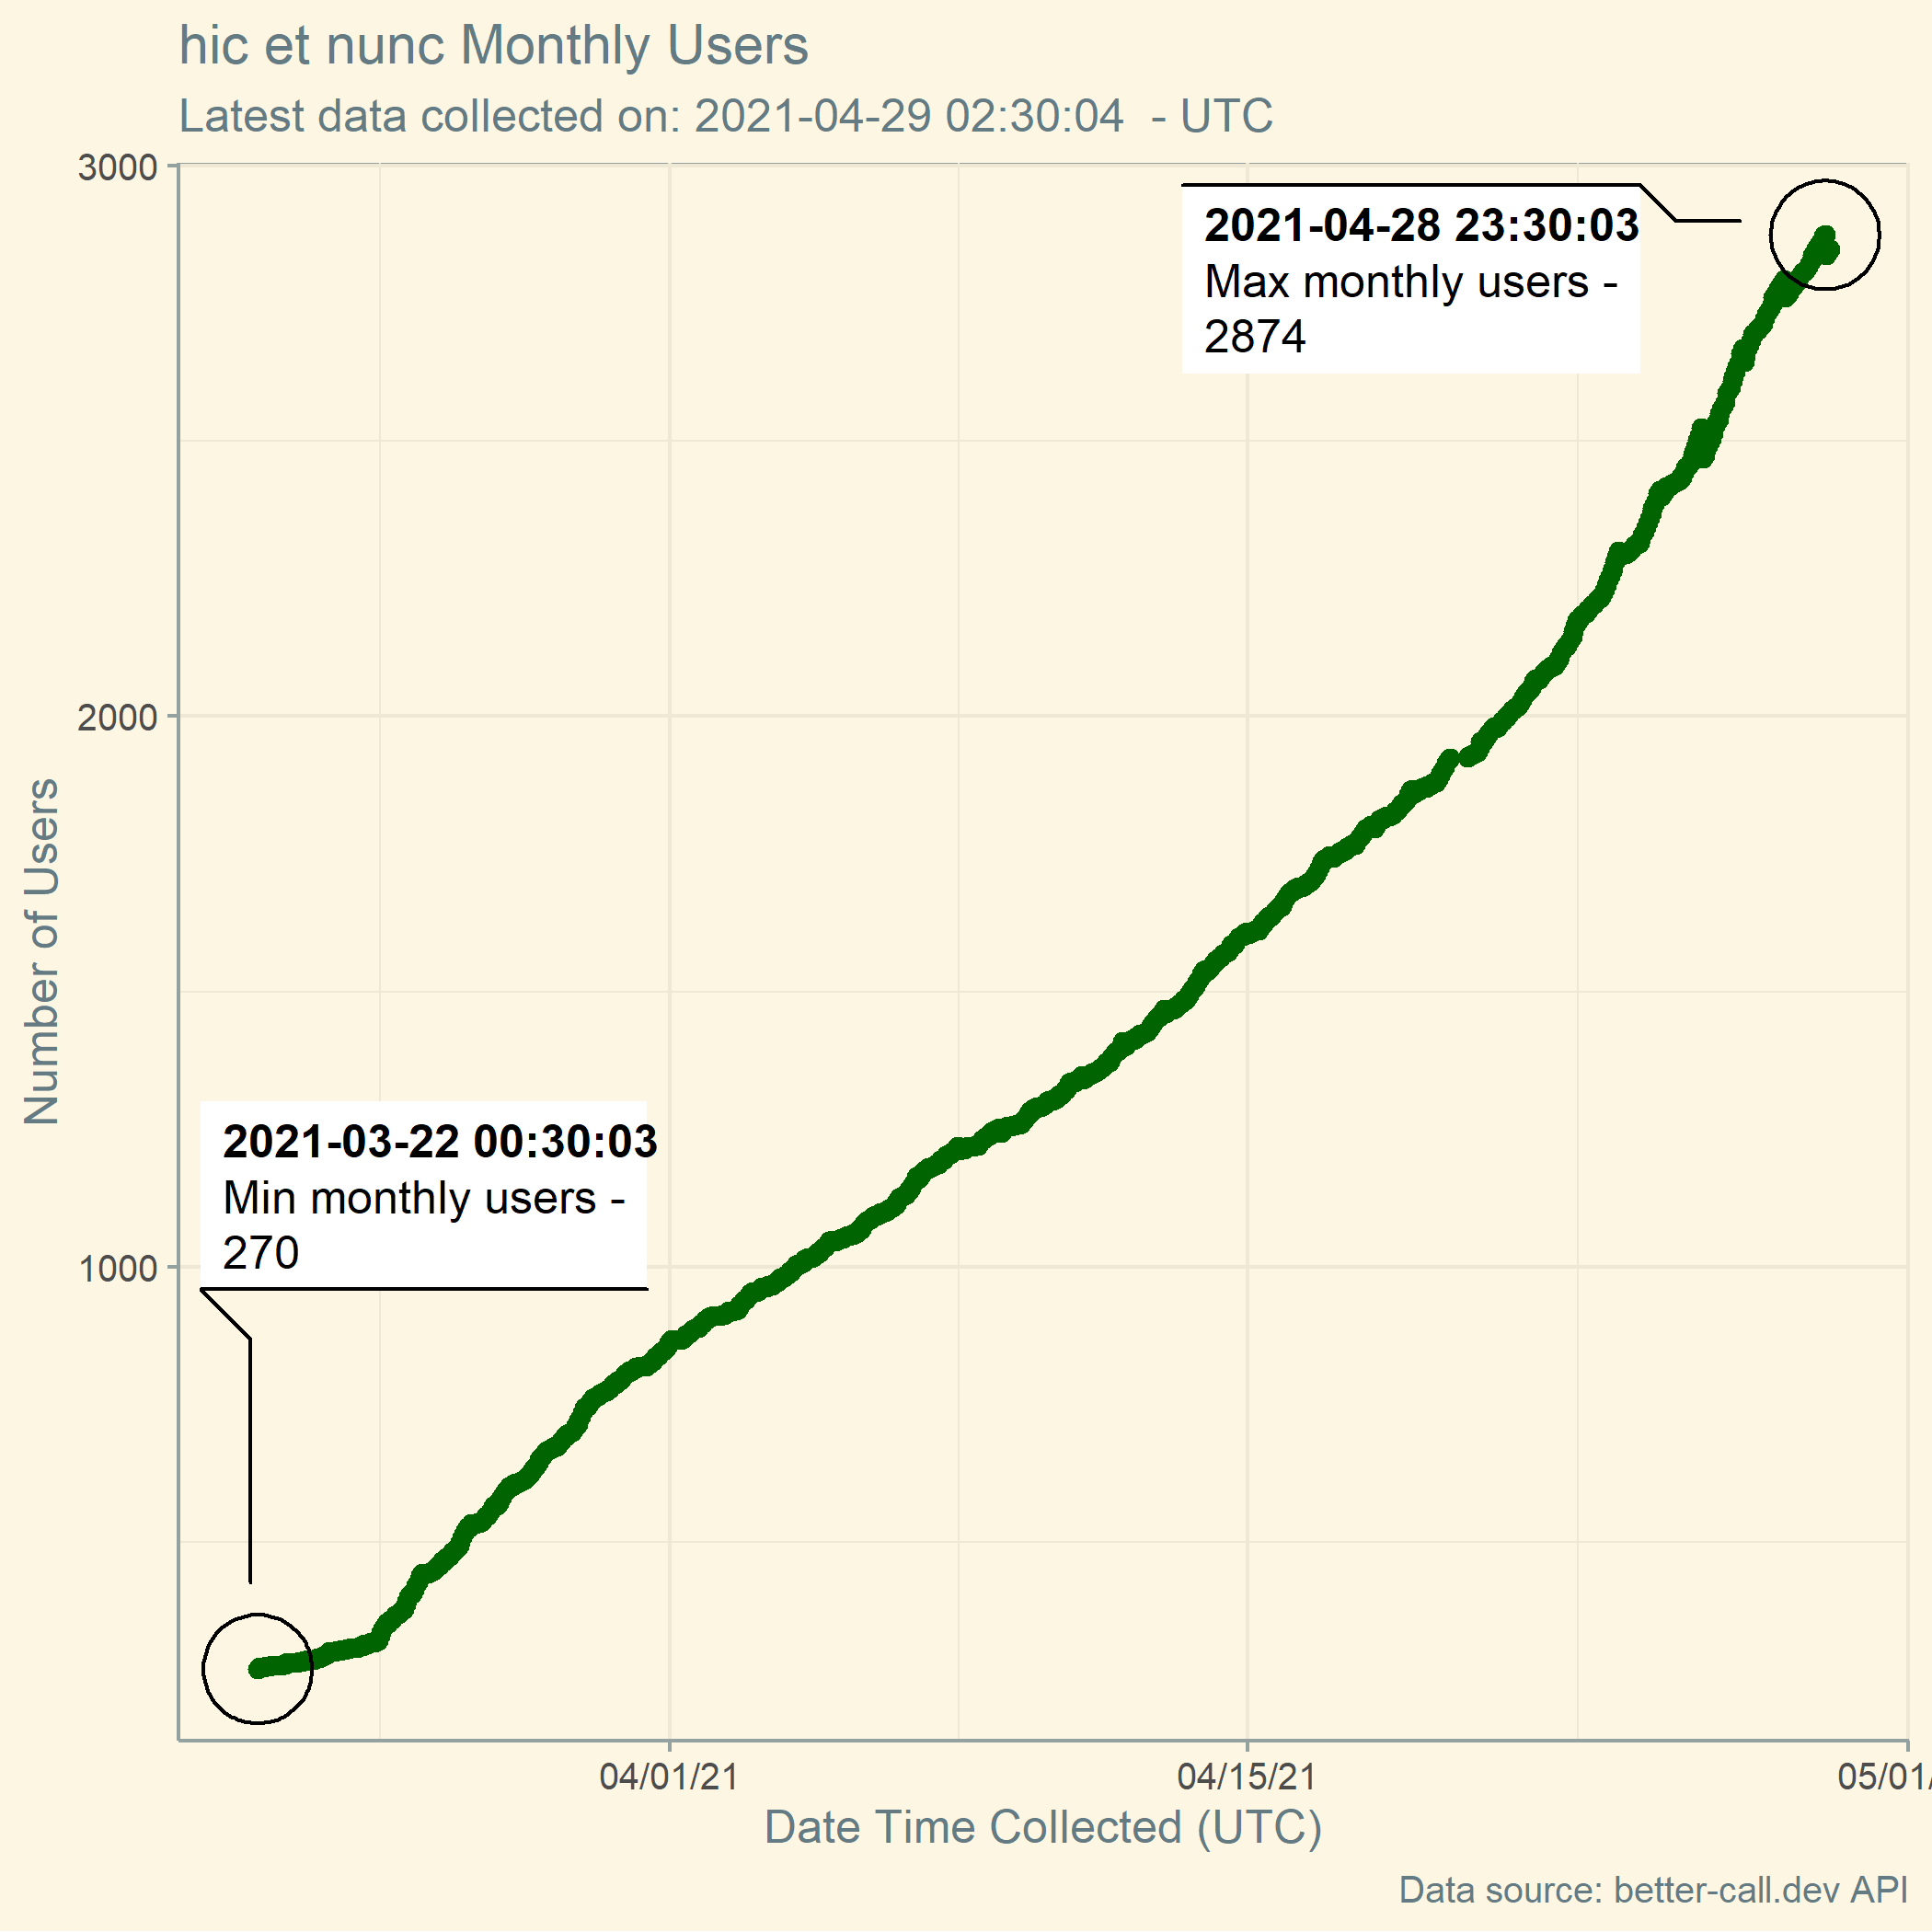 hic et nunc Monthly Users
Latest data collected on: 2021-04-29 02:30:04  - UTC
3000
2000
1000
Number of Users
2021-04-28 23:30:03
Max monthly users -
2874
2021-03-22 00:30:03
Min monthly users -
270
04/01/21
04/15/21
05/01/
Date Time Collected (UTC)
Data source: better-call.dev API